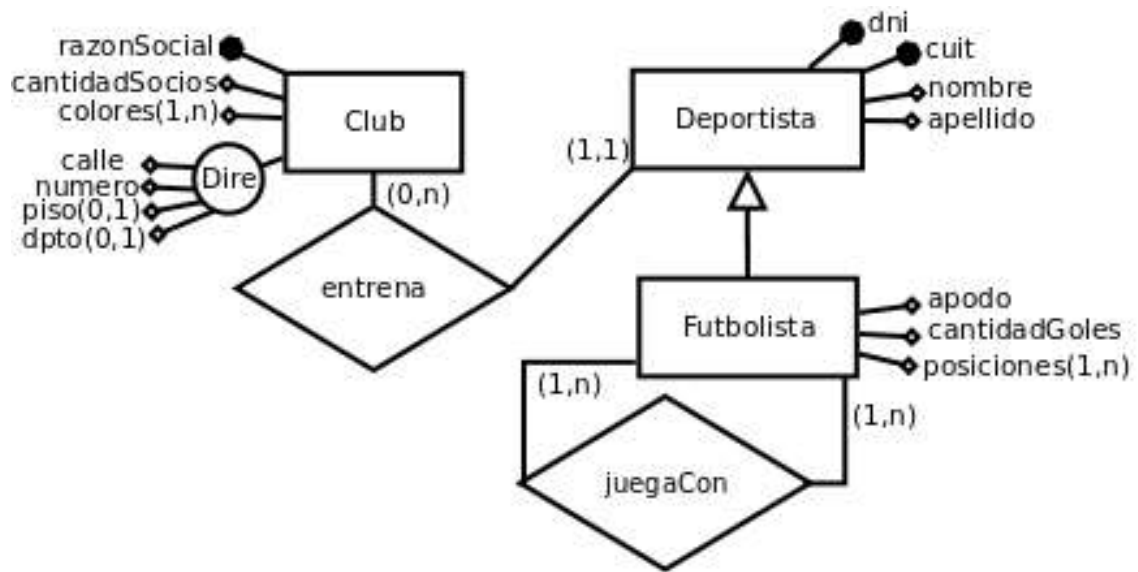 razonSocial
cantidadSocios
colores(1,n)
Club
calle
numero
piso(0,1)
dpto(0,1)
Dire
(0,n)
entrena
(1,1)
dni
cuit
nombre
apellido
Deportista
Futbolista
apodo
cantidadGoles
posiciones(1,n)
(1,n)
(1,n)
juegaCon